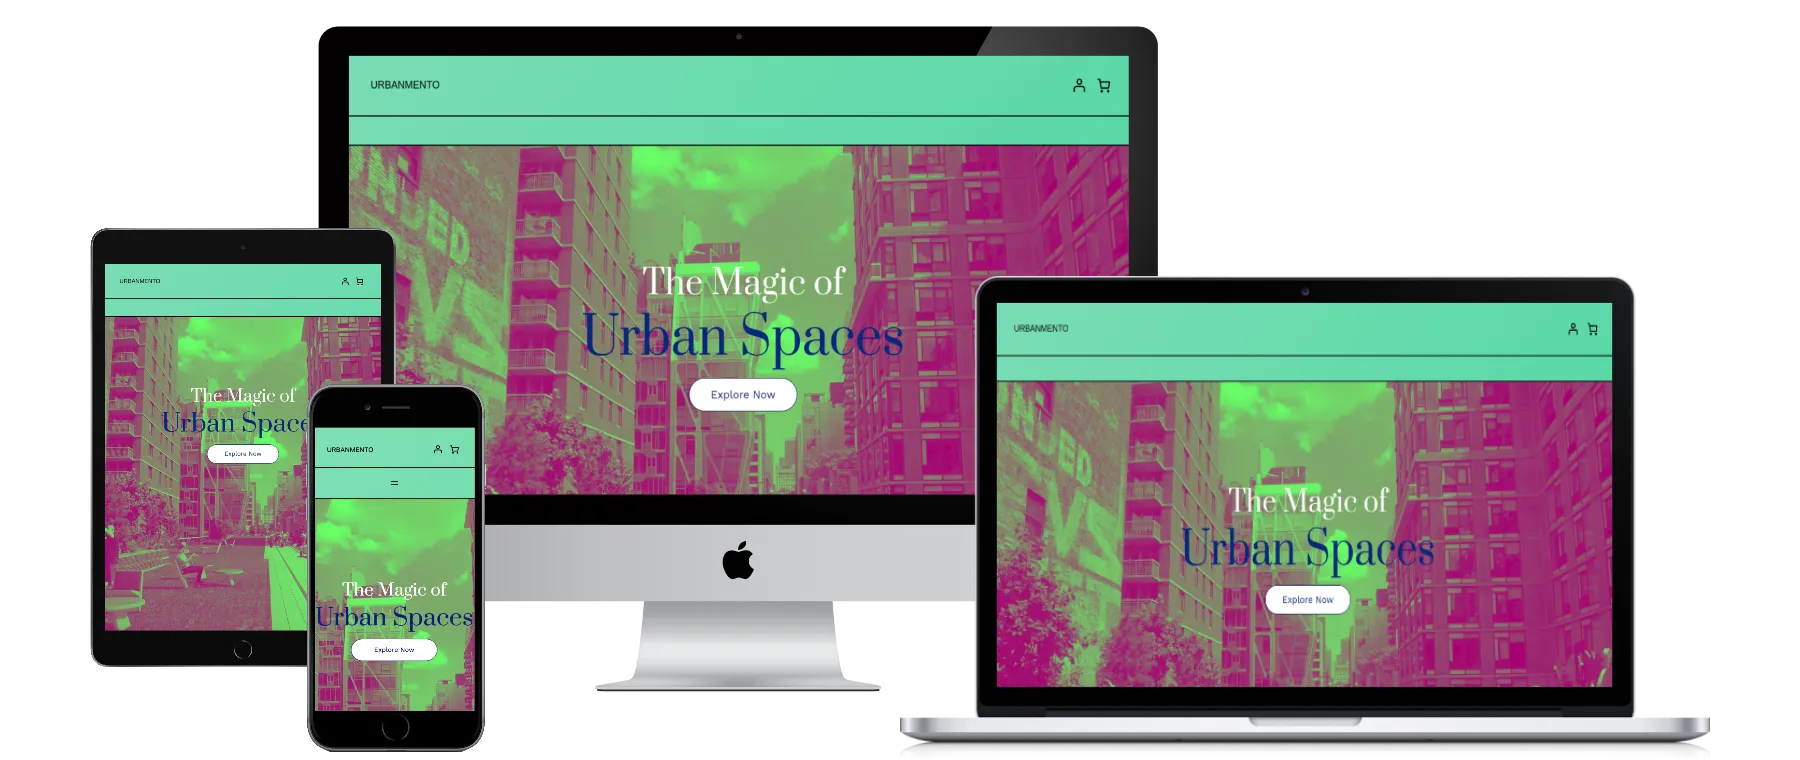 URBANMENTO
The Magic of
Urban Spaces
Explore Now
URBANMENTO
The Magic of
Urban Space
Explore Now
URBANMENTO
The Magic of
Urban Spaces
Explore Now
URBANMENTO
The Magic of
Urban Spaces
Explore Now